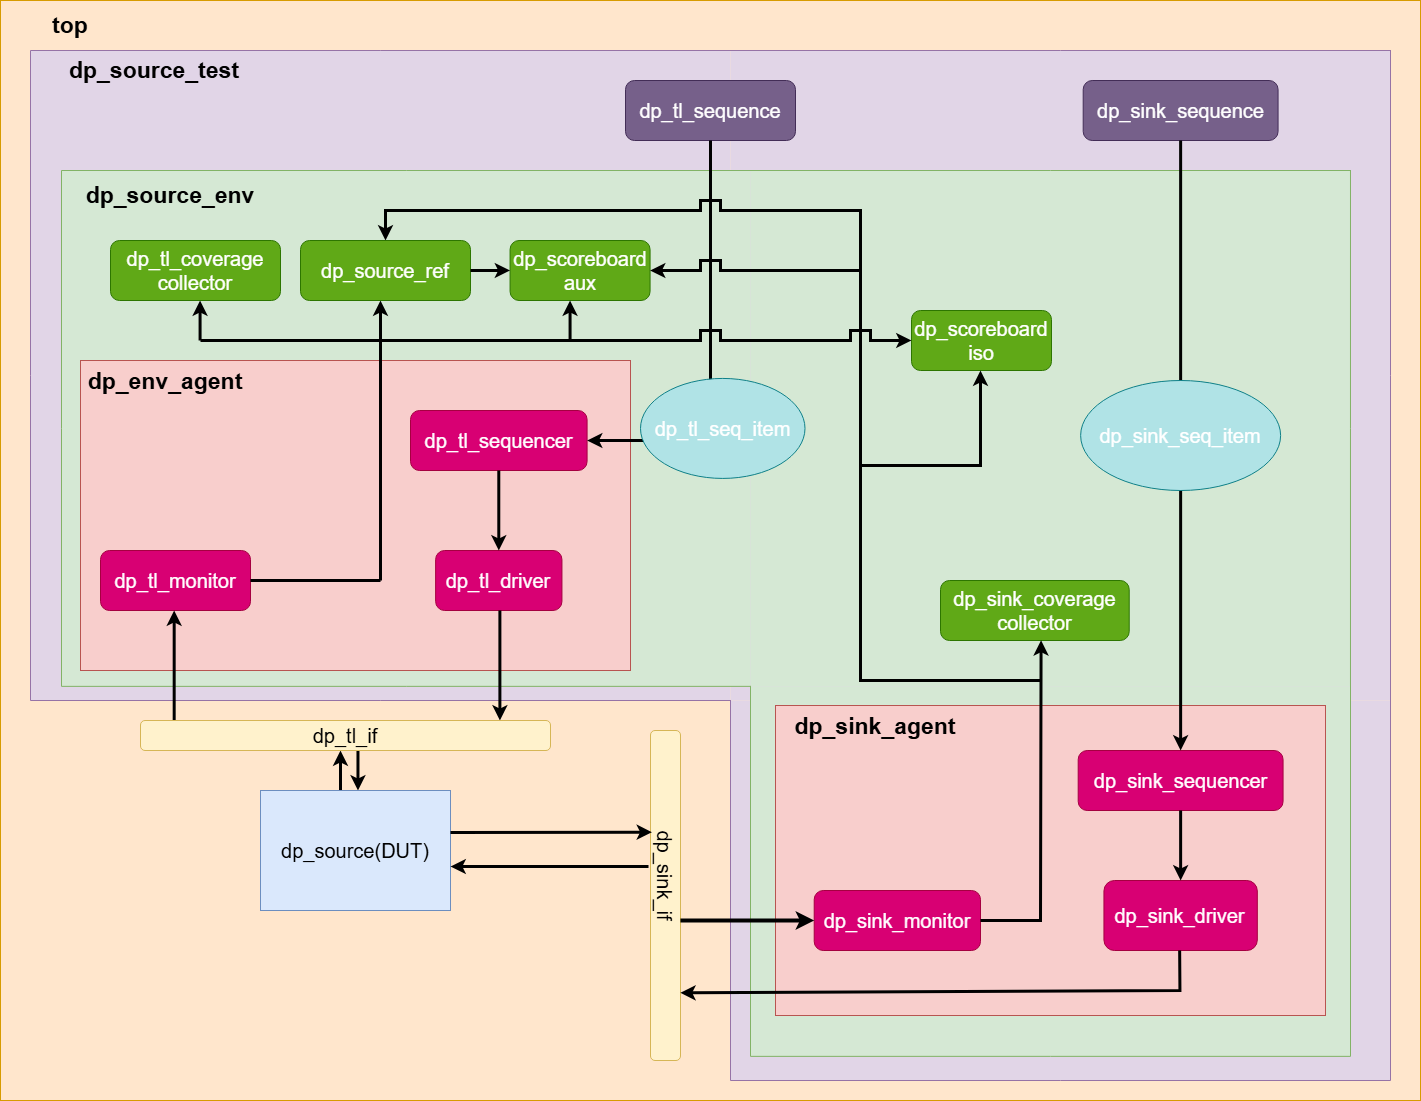 top
dp_source_test
dp_tl_sequence
dp_sink_sequence
dp_source_env
dp_tl_coverage
collector
dp_source_ref
dp_scoreboard
aux
dp_scoreboard
iso
dp_env_agent
dp_tl_sequencer
dp_tl_seq_item
dp_sink_seq_item
dp_tl_monitor
dp_tl_driver
dp_sink_coverage
collector
dp_sink_agent
dp_tl_if
dp_sink_sequencer
dp_source(DUT)
dp_sink_if
dp_sink_monitor
dp_sink_driver